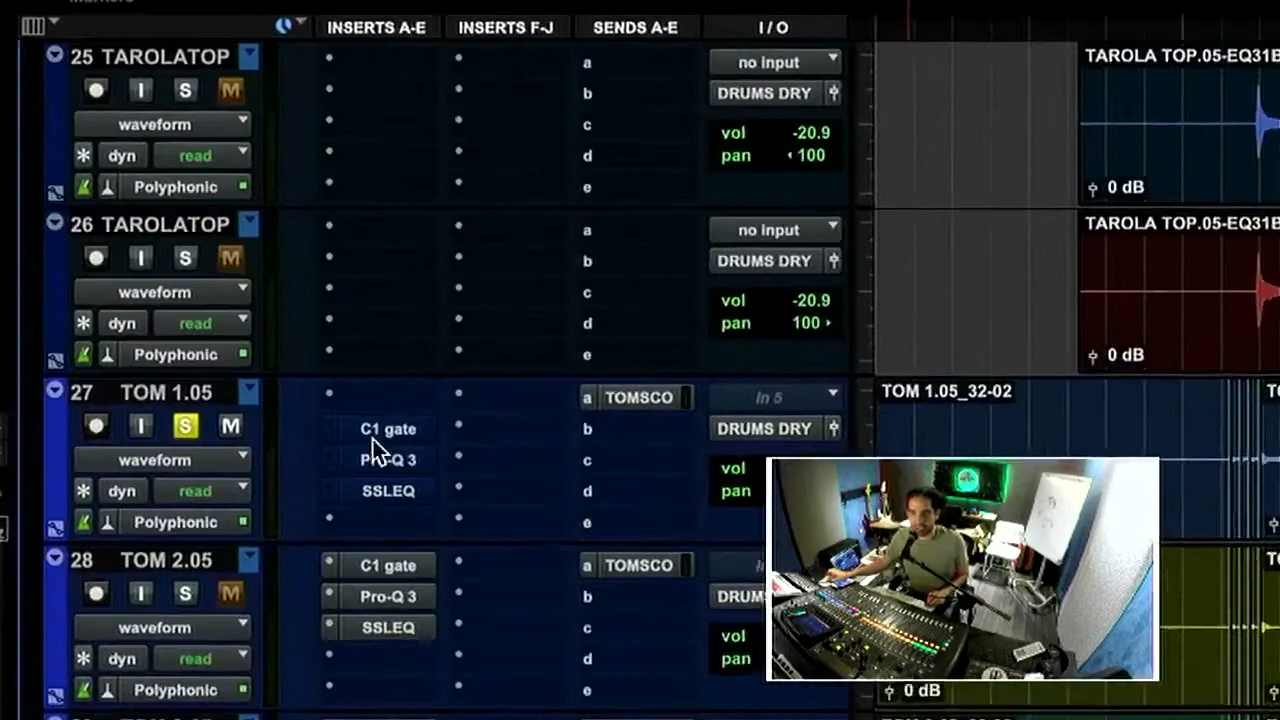 INSERTS A-E INSERTS F-J SENDS A-E I / O
25 TAROLATOP
a no input
I S M
b DRUMS DRY
waveform
c
vol -20.9
dyn read
d
pan 100
Polyphonic
e
TAROLA TOP.05-EQ31B
0 dB
26 TAROLATOP
a no input
I S M
b DRUMS DRY
waveform
c
vol -20.9
dyn read
d
pan 100
Polyphonic
e
TAROLA TOP.05-EQ31B
0 dB
27 TOM 1.05
a TOMSCO In 5
I S M
C1 gate
b DRUMS DRY
waveform
Pro-Q 3
c
vol
dyn read
SSLEQ
d
pan
Polyphonic
e
TOM 1.05_32-02
28 TOM 2.05
C1 gate
a TOMSCO
I S M
Pro-Q 3
b
waveform
SSLEQ
c
vol
dyn read
d
pan
Polyphonic
e
0 dB